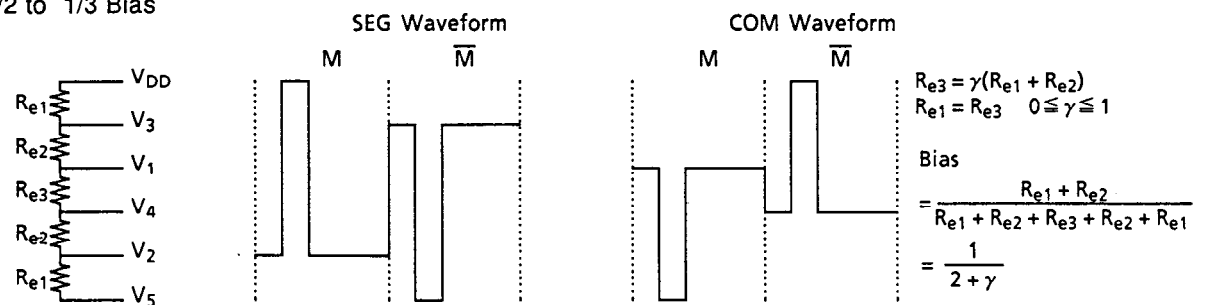 to 1/3 Bias
SEG Waveform
COM Waveform
M
M̅
M
M̅
VDD
Re1
V3
Re2
V1
Re3
V4
Re2
V2
Re1
V5
Re3 = γ(Re1 + Re2)
Re1 = Re3 0 ≦ γ ≦ 1
Bias
= Re1 + Re2
Re1 + Re2 + Re3 + Re2 + Re1
= 1
2 + γ